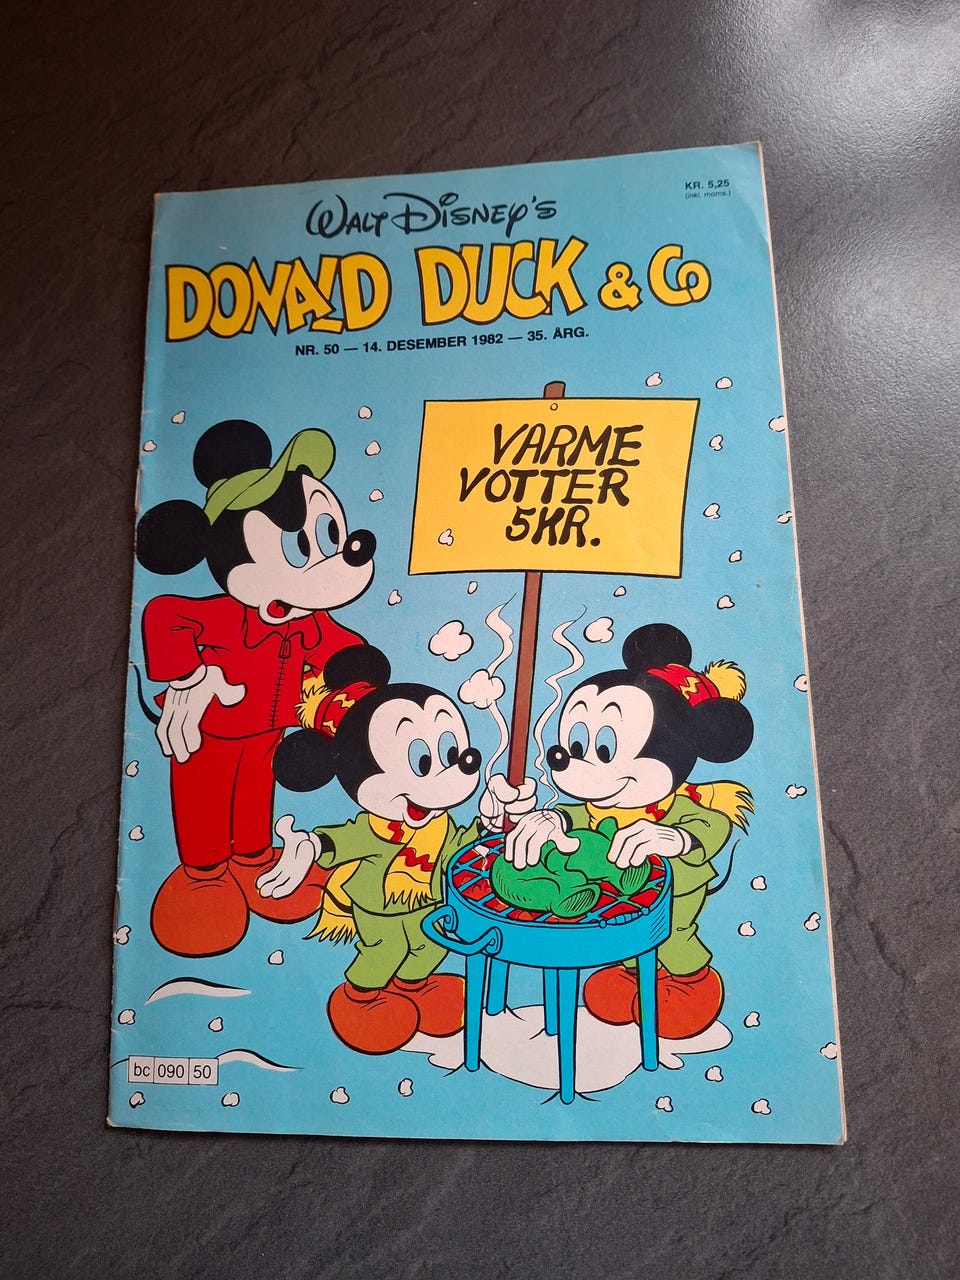 KR. 5,25
(inkl. moms.)
WALT DISNEY'S
DONALD DUCK & CO
NR. 50 — 14. DESEMBER 1982 — 35. ÅRG.
VARME
VOTTER
5KR.
bc 090 50